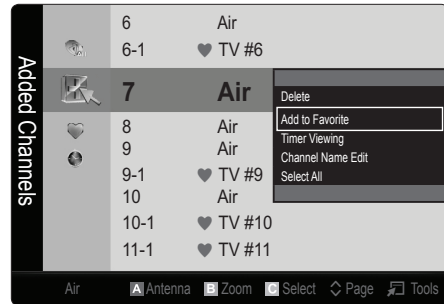 Added Channels
6 Air
6-1 ♥ TV #6
7 Air
8 Air
9 Air
9-1 ♥ TV #9
10 Air
10-1 ♥ TV #10
11-1 ♥ TV #11
Delete
Add to Favorite
Timer Viewing
Channel Name Edit
Select All
Air A Antenna B Zoom C Select Page Tools